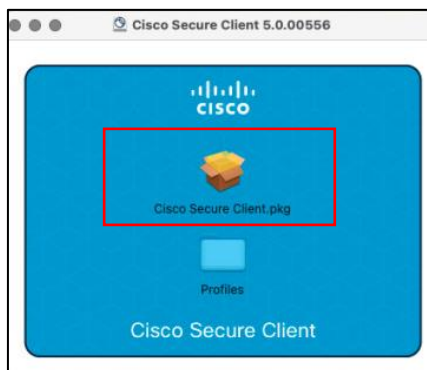 Cisco Secure Client 5.0.00556
CISCO
Cisco Secure Client.pkg
Profiles
Cisco Secure Client